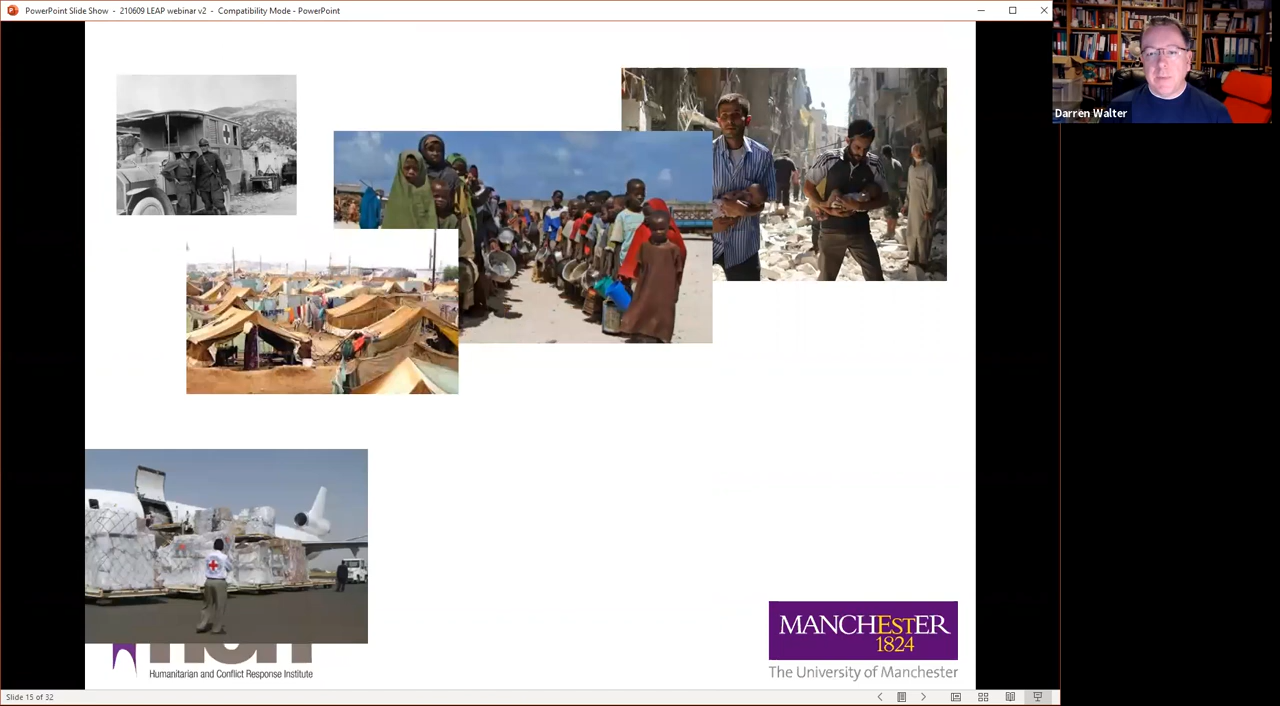 PowerPoint Slide Show - 210609 LEAP webinar v2 - Compatibility Mode - PowerPoint
Darren Walter
Humanitarian and Conflict Response Institute
MANCHESTER
1824
The University of Manchester
Slide 15 of 32